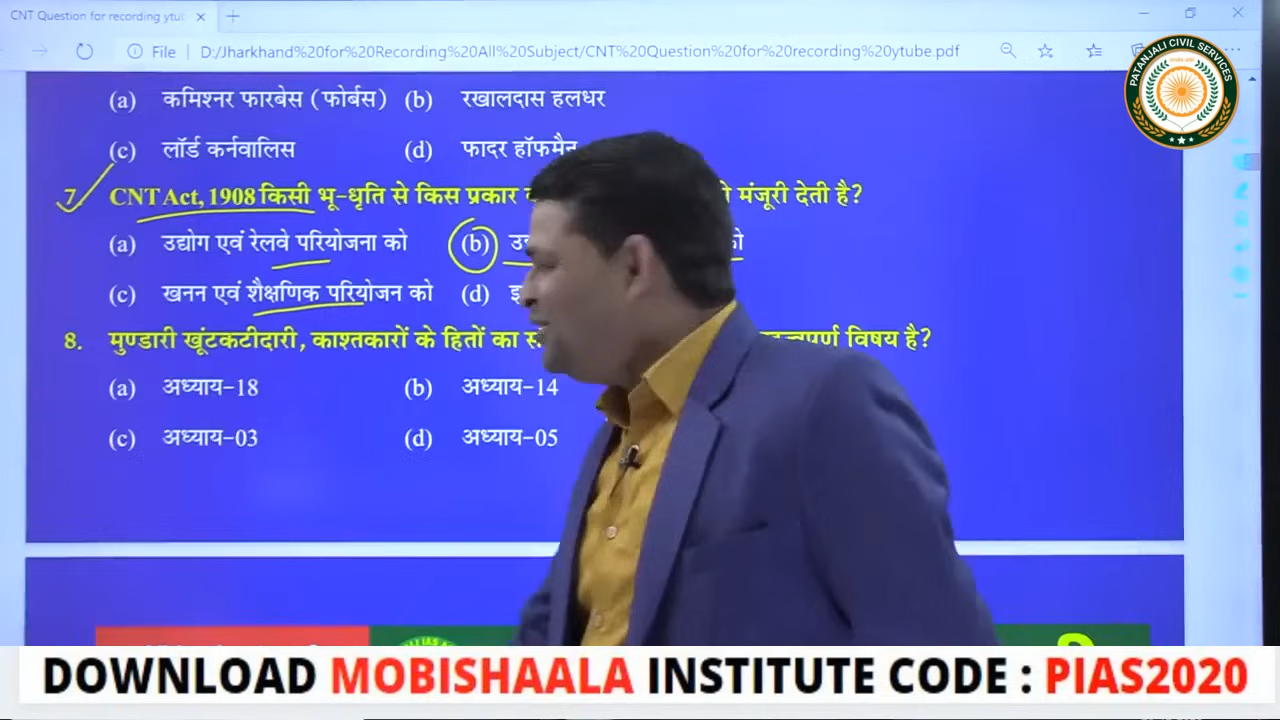 CNT Question for recording ytub
File D:/Jharkhand%20for%20Recording%20All%20Subject/CNT%20Question%20for%20recording%20ytube.pdf
PATANJALI CIVIL SERVICES
(a) कमिश्नर फारबेस (फोर्बस) (b) रखालदास हलधर
(c) लॉर्ड कर्नवालिस (d) फादर हॉफमैन
7 CNT Act, 1908 किसी भू-धृति से किस प्रकार मंजूरी देती है?
(a) उद्योग एवं रेलवे परियोजना को (b)
(c) खनन एवं शैक्षणिक परियोजन को (d)
8. मुण्डारी खूंटकटीदारी, काश्तकारों के हितों का विषय है?
(a) अध्याय-18 (b) अध्याय-14
(c) अध्याय-03 (d) अध्याय-05
DOWNLOAD MOBISHAALA INSTITUTE CODE : PIAS2020